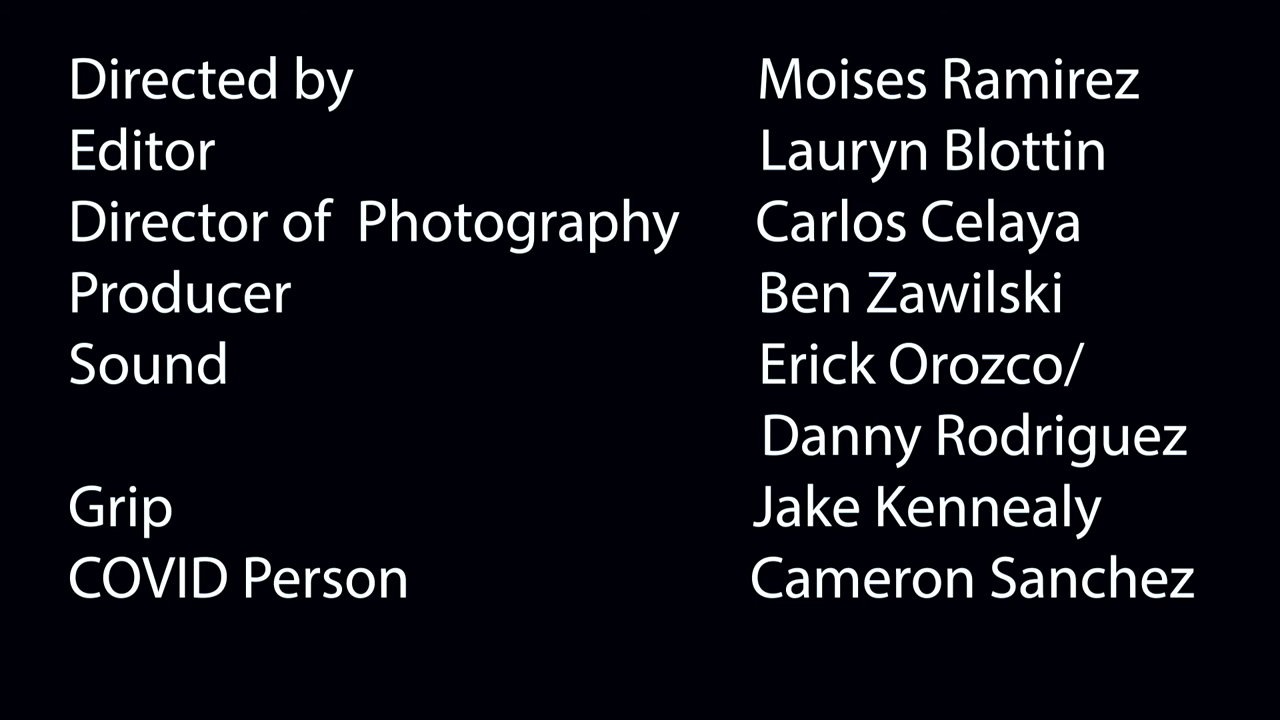 Directed by Moises Ramirez
Editor Lauryn Blottin
Director of Photography Carlos Celaya
Producer Ben Zawilski
Sound Erick Orozco/
Danny Rodriguez
Grip Jake Kennealy
COVID Person Cameron Sanchez